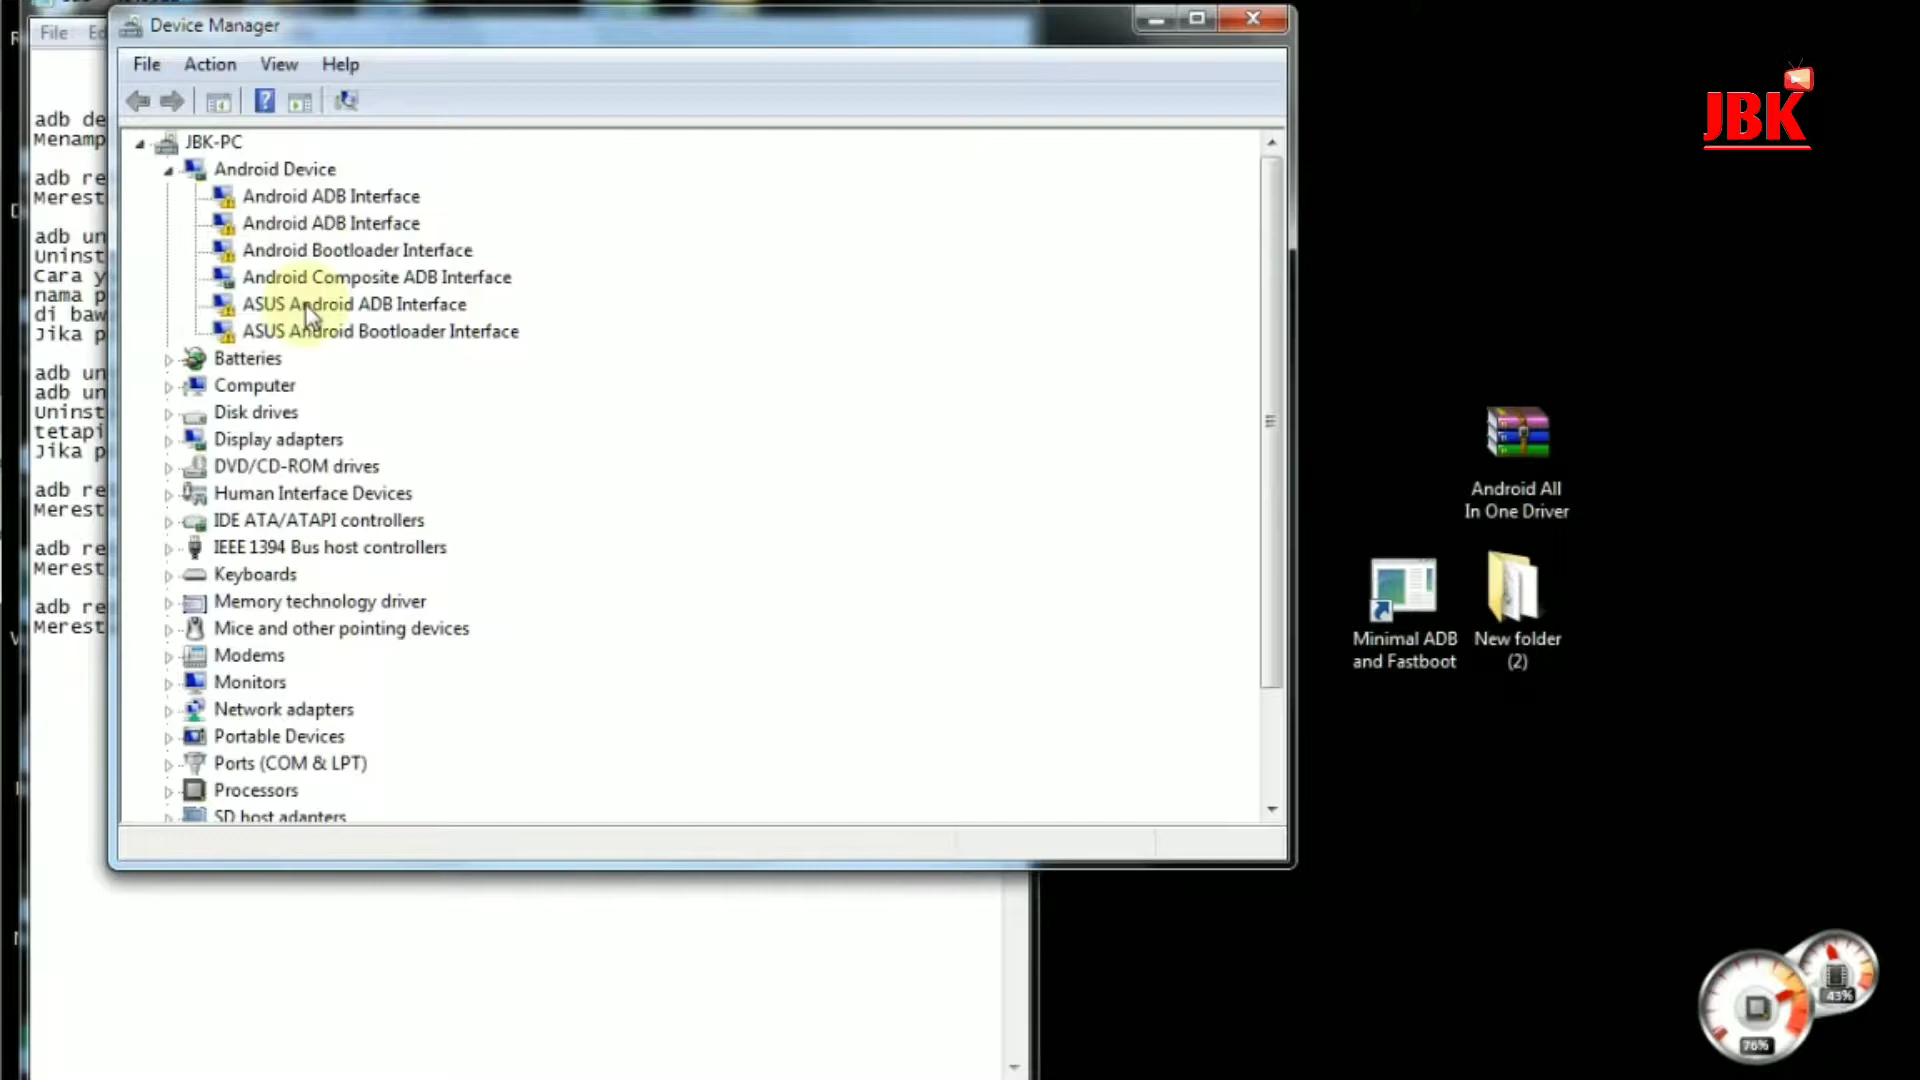 Device Manager
File Action View Help
JBK-PC
Android Device
Android ADB Interface
Android ADB Interface
Android Bootloader Interface
Android Composite ADB Interface
ASUS Android ADB Interface
ASUS Android Bootloader Interface
Batteries
Computer
Disk drives
Display adapters
DVD/CD-ROM drives
Human Interface Devices
IDE ATA/ATAPI controllers
IEEE 1394 Bus host controllers
Keyboards
Memory technology driver
Mice and other pointing devices
Modems
Monitors
Network adapters
Portable Devices
Ports (COM & LPT)
Processors
SD host adapters
File Ed
adb de
Menamp
adb re
Merest
adb un
Uninst
Cara y
nama p
di baw
Jika p
adb un
adb un
Uninst
tetapi
Jika p
adb re
Merest
adb re
Merest
adb re
Merest
JBK
Android All
In One Driver
Minimal ADB
and Fastboot
New folder
(2)
43%
76%